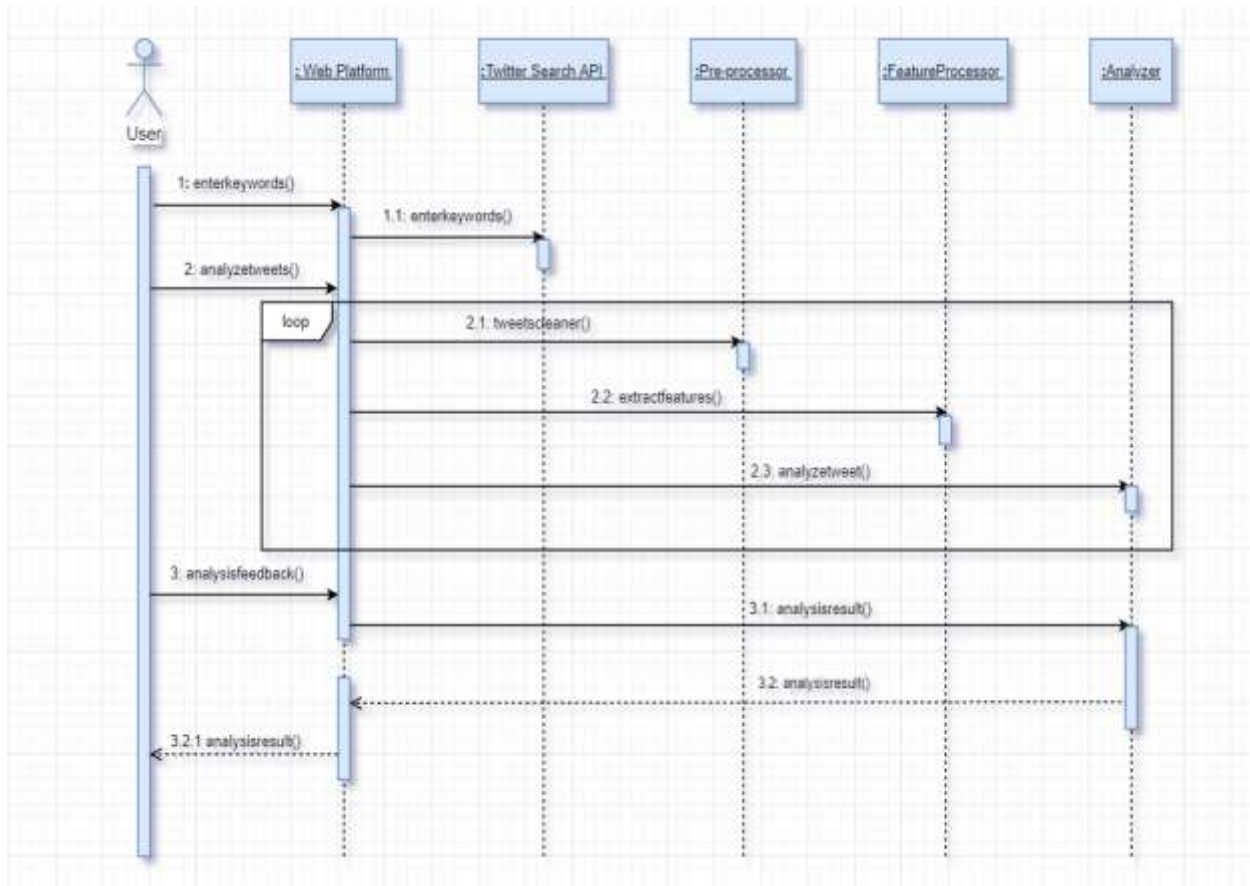 : Web Platform
:Twitter Search API
:Pre-processor
:FeatureProcessor
:Analyzer
User
1: enterkeywords()
1.1: enterkeywords()
2: analyzetweets()
loop
2.1: tweetscleaner()
2.2: extractfeatures()
2.3: analyzetweet()
3: analysisfeedback()
3.1: analysisresult()
3.2: analysisresult()
3.2.1 analysisresult()